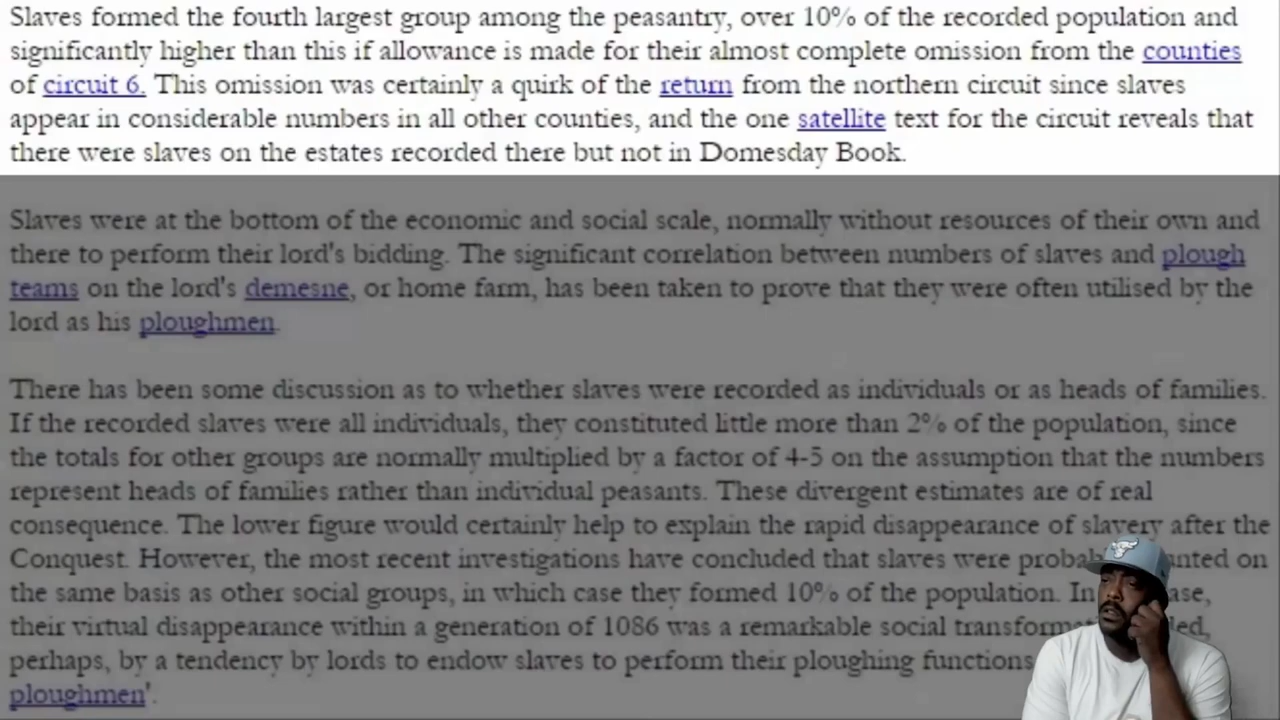 Slaves formed the fourth largest group among the peasantry, over 10% of the recorded population and
significantly higher than this if allowance is made for their almost complete omission from the counties
of circuit 6. This omission was certainly a quirk of the return from the northern circuit since slaves
appear in considerable numbers in all other counties, and the one satellite text for the circuit reveals that
there were slaves on the estates recorded there but not in Domesday Book.
Slaves were at the bottom of the economic and social scale, normally without resources of their own and
there to perform their lord's bidding. The significant correlation between numbers of slaves and plough
teams on the lord's demesne, or home farm, has been taken to prove that they were often utilised by the
lord as his ploughmen.
There has been some discussion as to whether slaves were recorded as individuals or as heads of families.
If the recorded slaves were all individuals, they constituted little more than 2% of the population, since
the totals for other groups are normally multiplied by a factor of 4-5 on the assumption that the numbers
represent heads of families rather than individual peasants. These divergent estimates are of real
consequence. The lower figure would certainly help to explain the rapid disappearance of slavery after the
Conquest. However, the most recent investigations have concluded that slaves were on
the same basis as other social groups, in which case they formed 10% of the population. In
their virtual disappearance within a generation of 1086 was a remarkable social
perhaps, by a tendency by lords to endow slaves to perform their ploughing functions
ploughmen'.